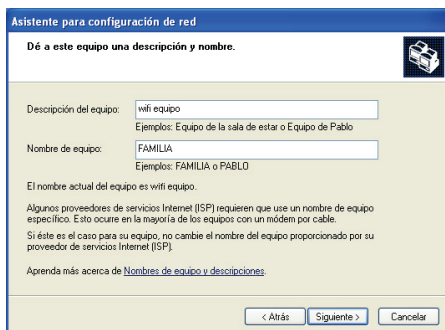 Asistente para configuración de red
Dé a este equipo una descripción y nombre.
Descripción del equipo:
wifi equipo
Ejemplos: Equipo de la sala de estar o Equipo de Pablo
Nombre de equipo:
FAMILIA
Ejemplos: FAMILIA o PABLO
El nombre actual del equipo es wifi equipo.
Algunos proveedores de servicios Internet (ISP) requieren que use un nombre de equipo
específico. Esto ocurre en la mayoría de los equipos con un módem por cable.
Si éste es el caso para su equipo, no cambie el nombre del equipo proporcionado por su
proveedor de servicios Internet (ISP).
Aprenda más acerca de Nombres de equipo y descripciones.
< Atrás Siguiente > Cancelar